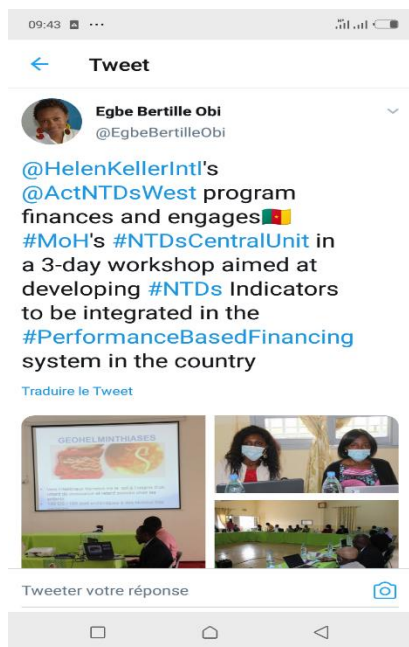 09:43
Tweet
Egbe Bertille Obi
@EgbeBertilleObi
@HelenKellerIntl's
@ActNTDsWest program
finances and engages🇨🇲
#MoH's #NTDsCentralUnit in
a 3-day workshop aimed at
developing #NTDs Indicators
to be integrated in the
#PerformanceBasedFinancing
system in the country
Traduire le Tweet
GEOHELMINTHIASES
Tweeter votre réponse